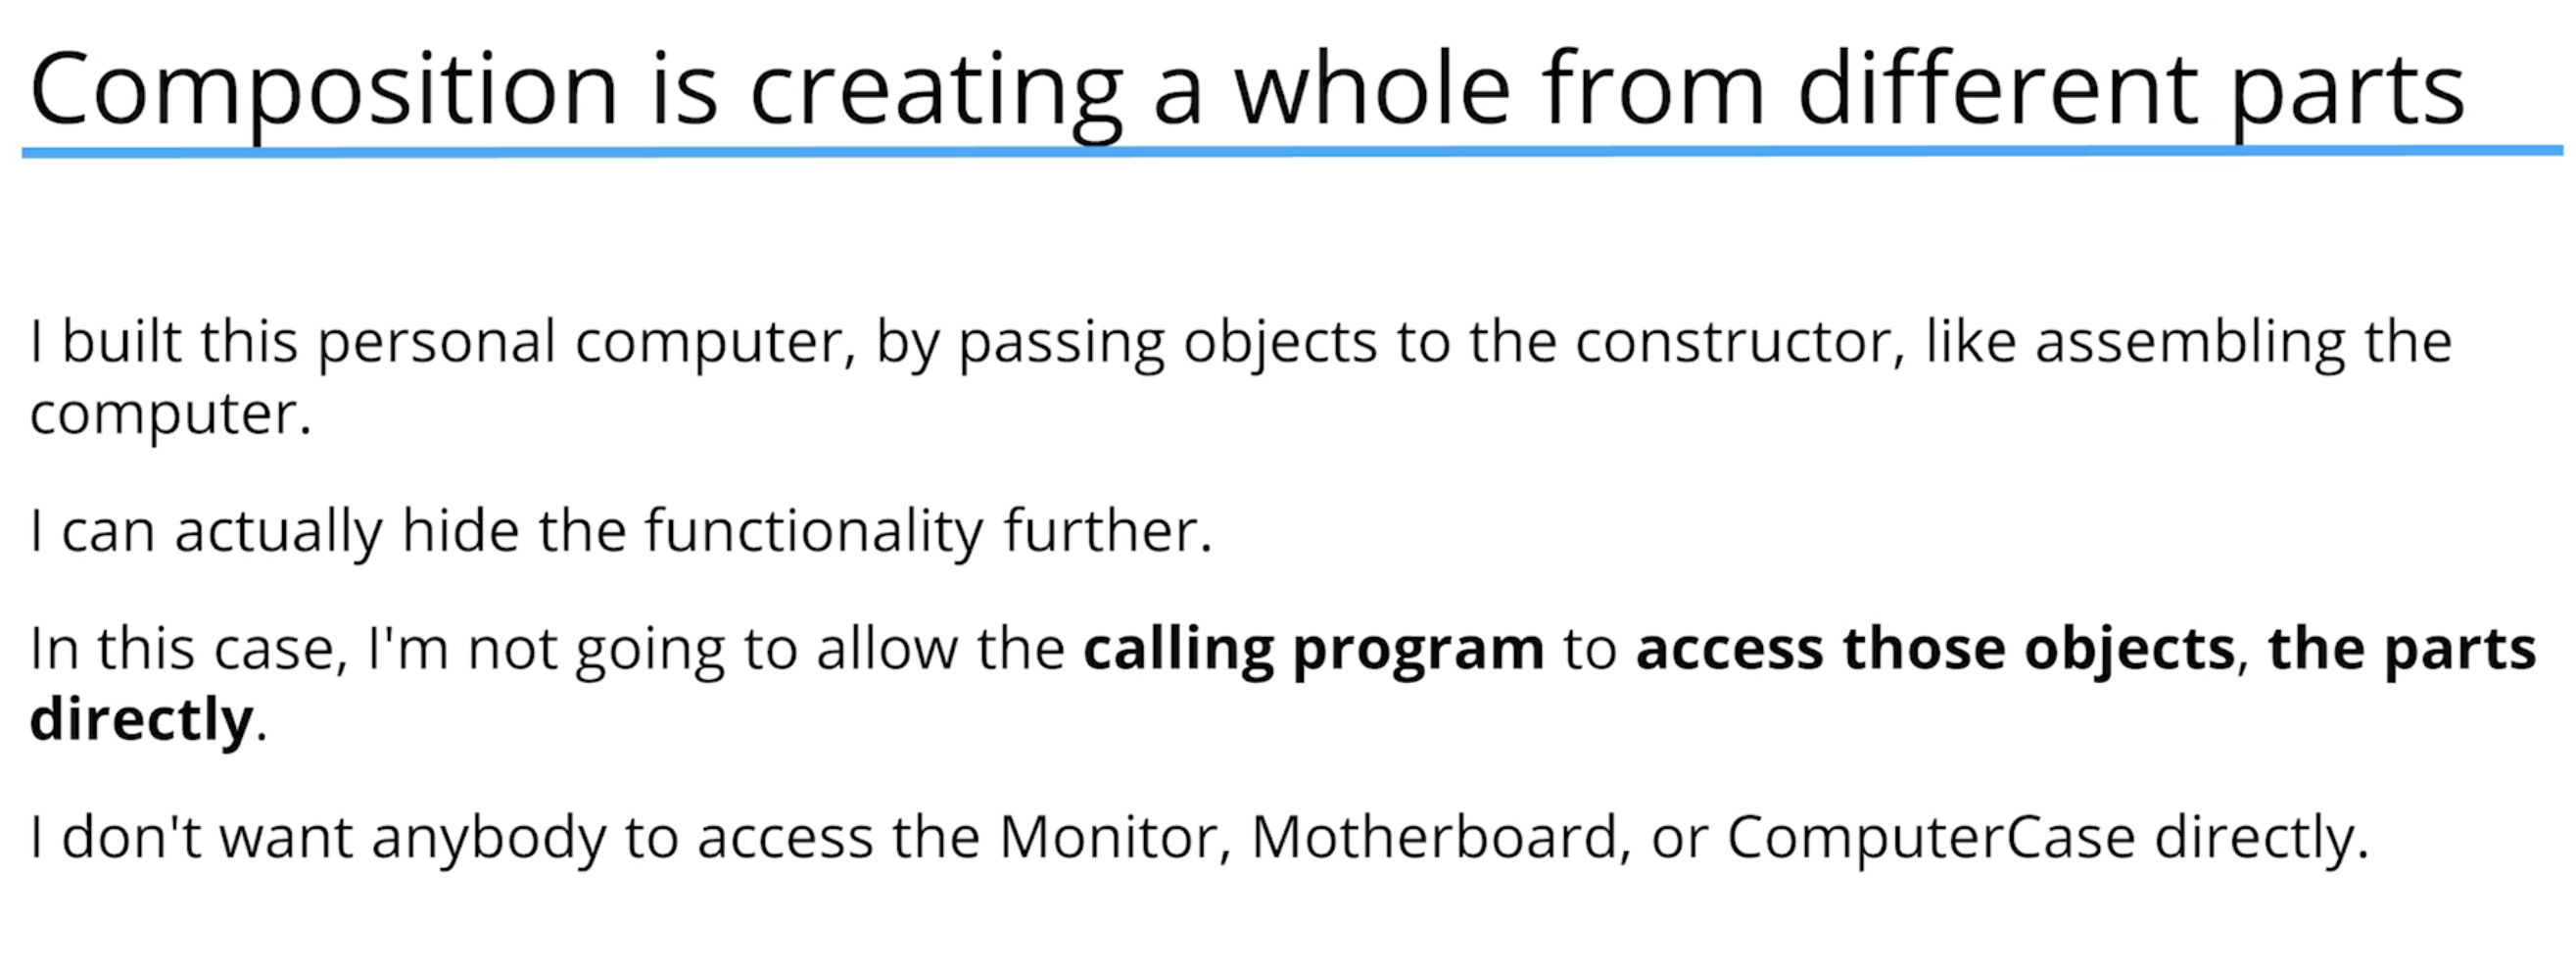 Composition is creating a whole from different parts
I built this personal computer, by passing objects to the constructor, like assembling the
computer.
I can actually hide the functionality further.
In this case, I'm not going to allow the calling program to access those objects, the parts
directly.
I don't want anybody to access the Monitor, Motherboard, or ComputerCase directly.